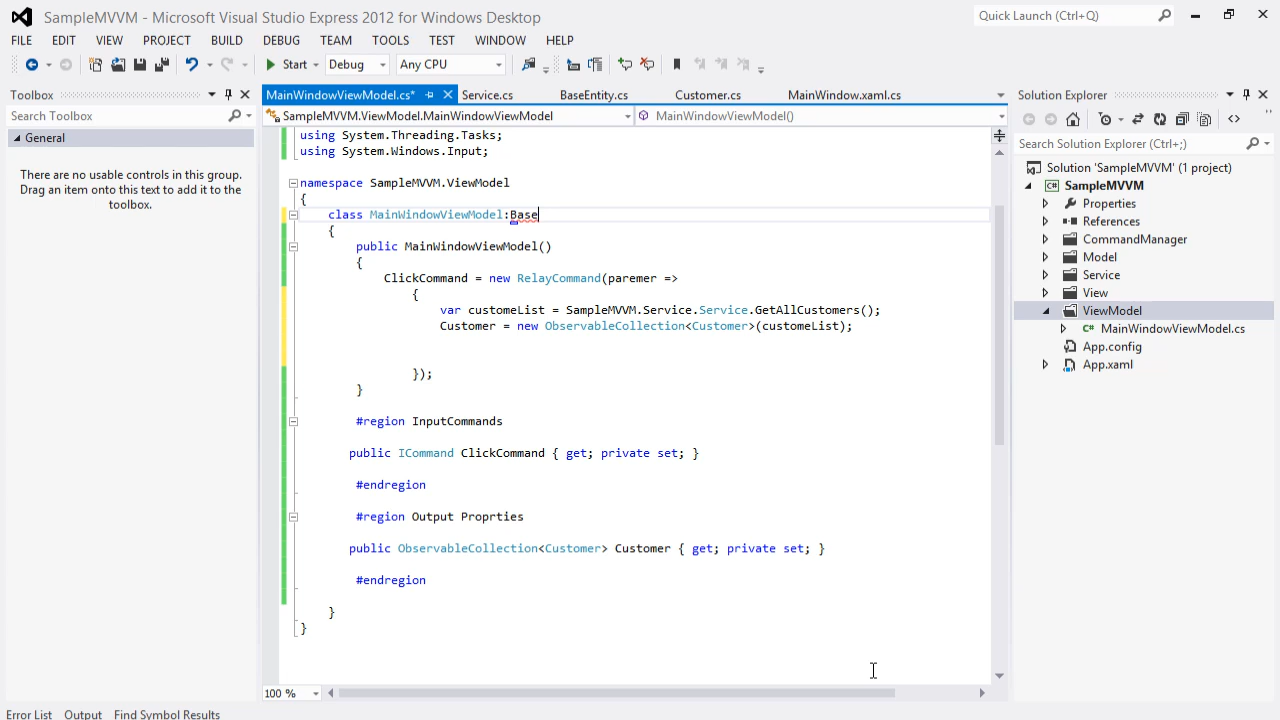 SampleMVVM - Microsoft Visual Studio Express 2012 for Windows Desktop
Quick Launch (Ctrl+Q)
FILE EDIT VIEW PROJECT BUILD DEBUG TEAM TOOLS TEST WINDOW HELP
Start Debug Any CPU
Toolbox
Search Toolbox
General
There are no usable controls in this group.
Drag an item onto this text to add it to the
toolbox.
MainWindowViewModel.cs* Service.cs BaseEntity.cs Customer.cs MainWindow.xaml.cs
SampleMVVM.ViewModel.MainWindowViewModel MainWindowViewModel()
using System.Threading.Tasks;
using System.Windows.Input;
namespace SampleMVVM.ViewModel
{
class MainWindowViewModel:Base
{
public MainWindowViewModel()
{
ClickCommand = new RelayCommand(paremer =>
{
var customeList = SampleMVVM.Service.Service.GetAllCustomers();
Customer = new ObservableCollection<Customer>(customeList);
});
}
#region InputCommands
public ICommand ClickCommand { get; private set; }
#endregion
#region Output Proprties
public ObservableCollection<Customer> Customer { get; private set; }
#endregion
}
}
100 %
Solution Explorer
Search Solution Explorer (Ctrl+;)
Solution 'SampleMVVM' (1 project)
SampleMVVM
Properties
References
CommandManager
Model
Service
View
ViewModel
MainWindowViewModel.cs
App.config
App.xaml
Error List Output Find Symbol Results